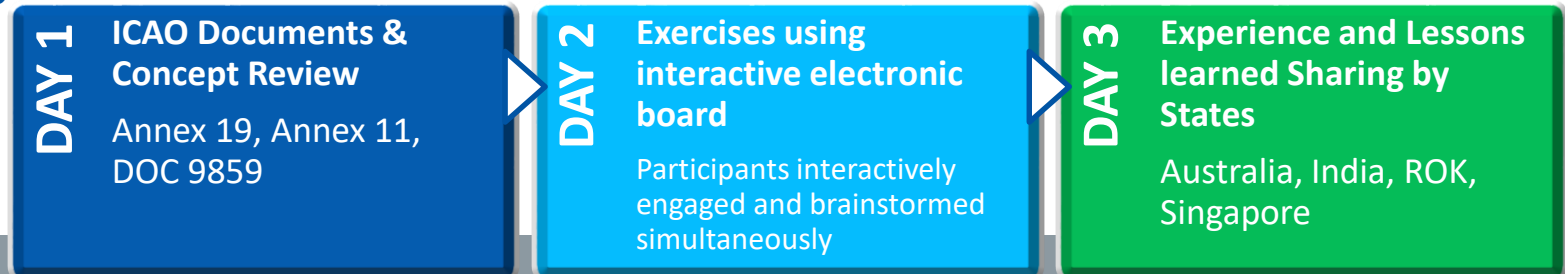 DAY 1
ICAO Documents &
Concept Review
Annex 19, Annex 11,
DOC 9859
DAY 2
Exercises using
interactive electronic
board
Participants interactively
engaged and brainstormed
simultaneously
DAY 3
Experience and Lessons
learned Sharing by
States
Australia, India, ROK,
Singapore